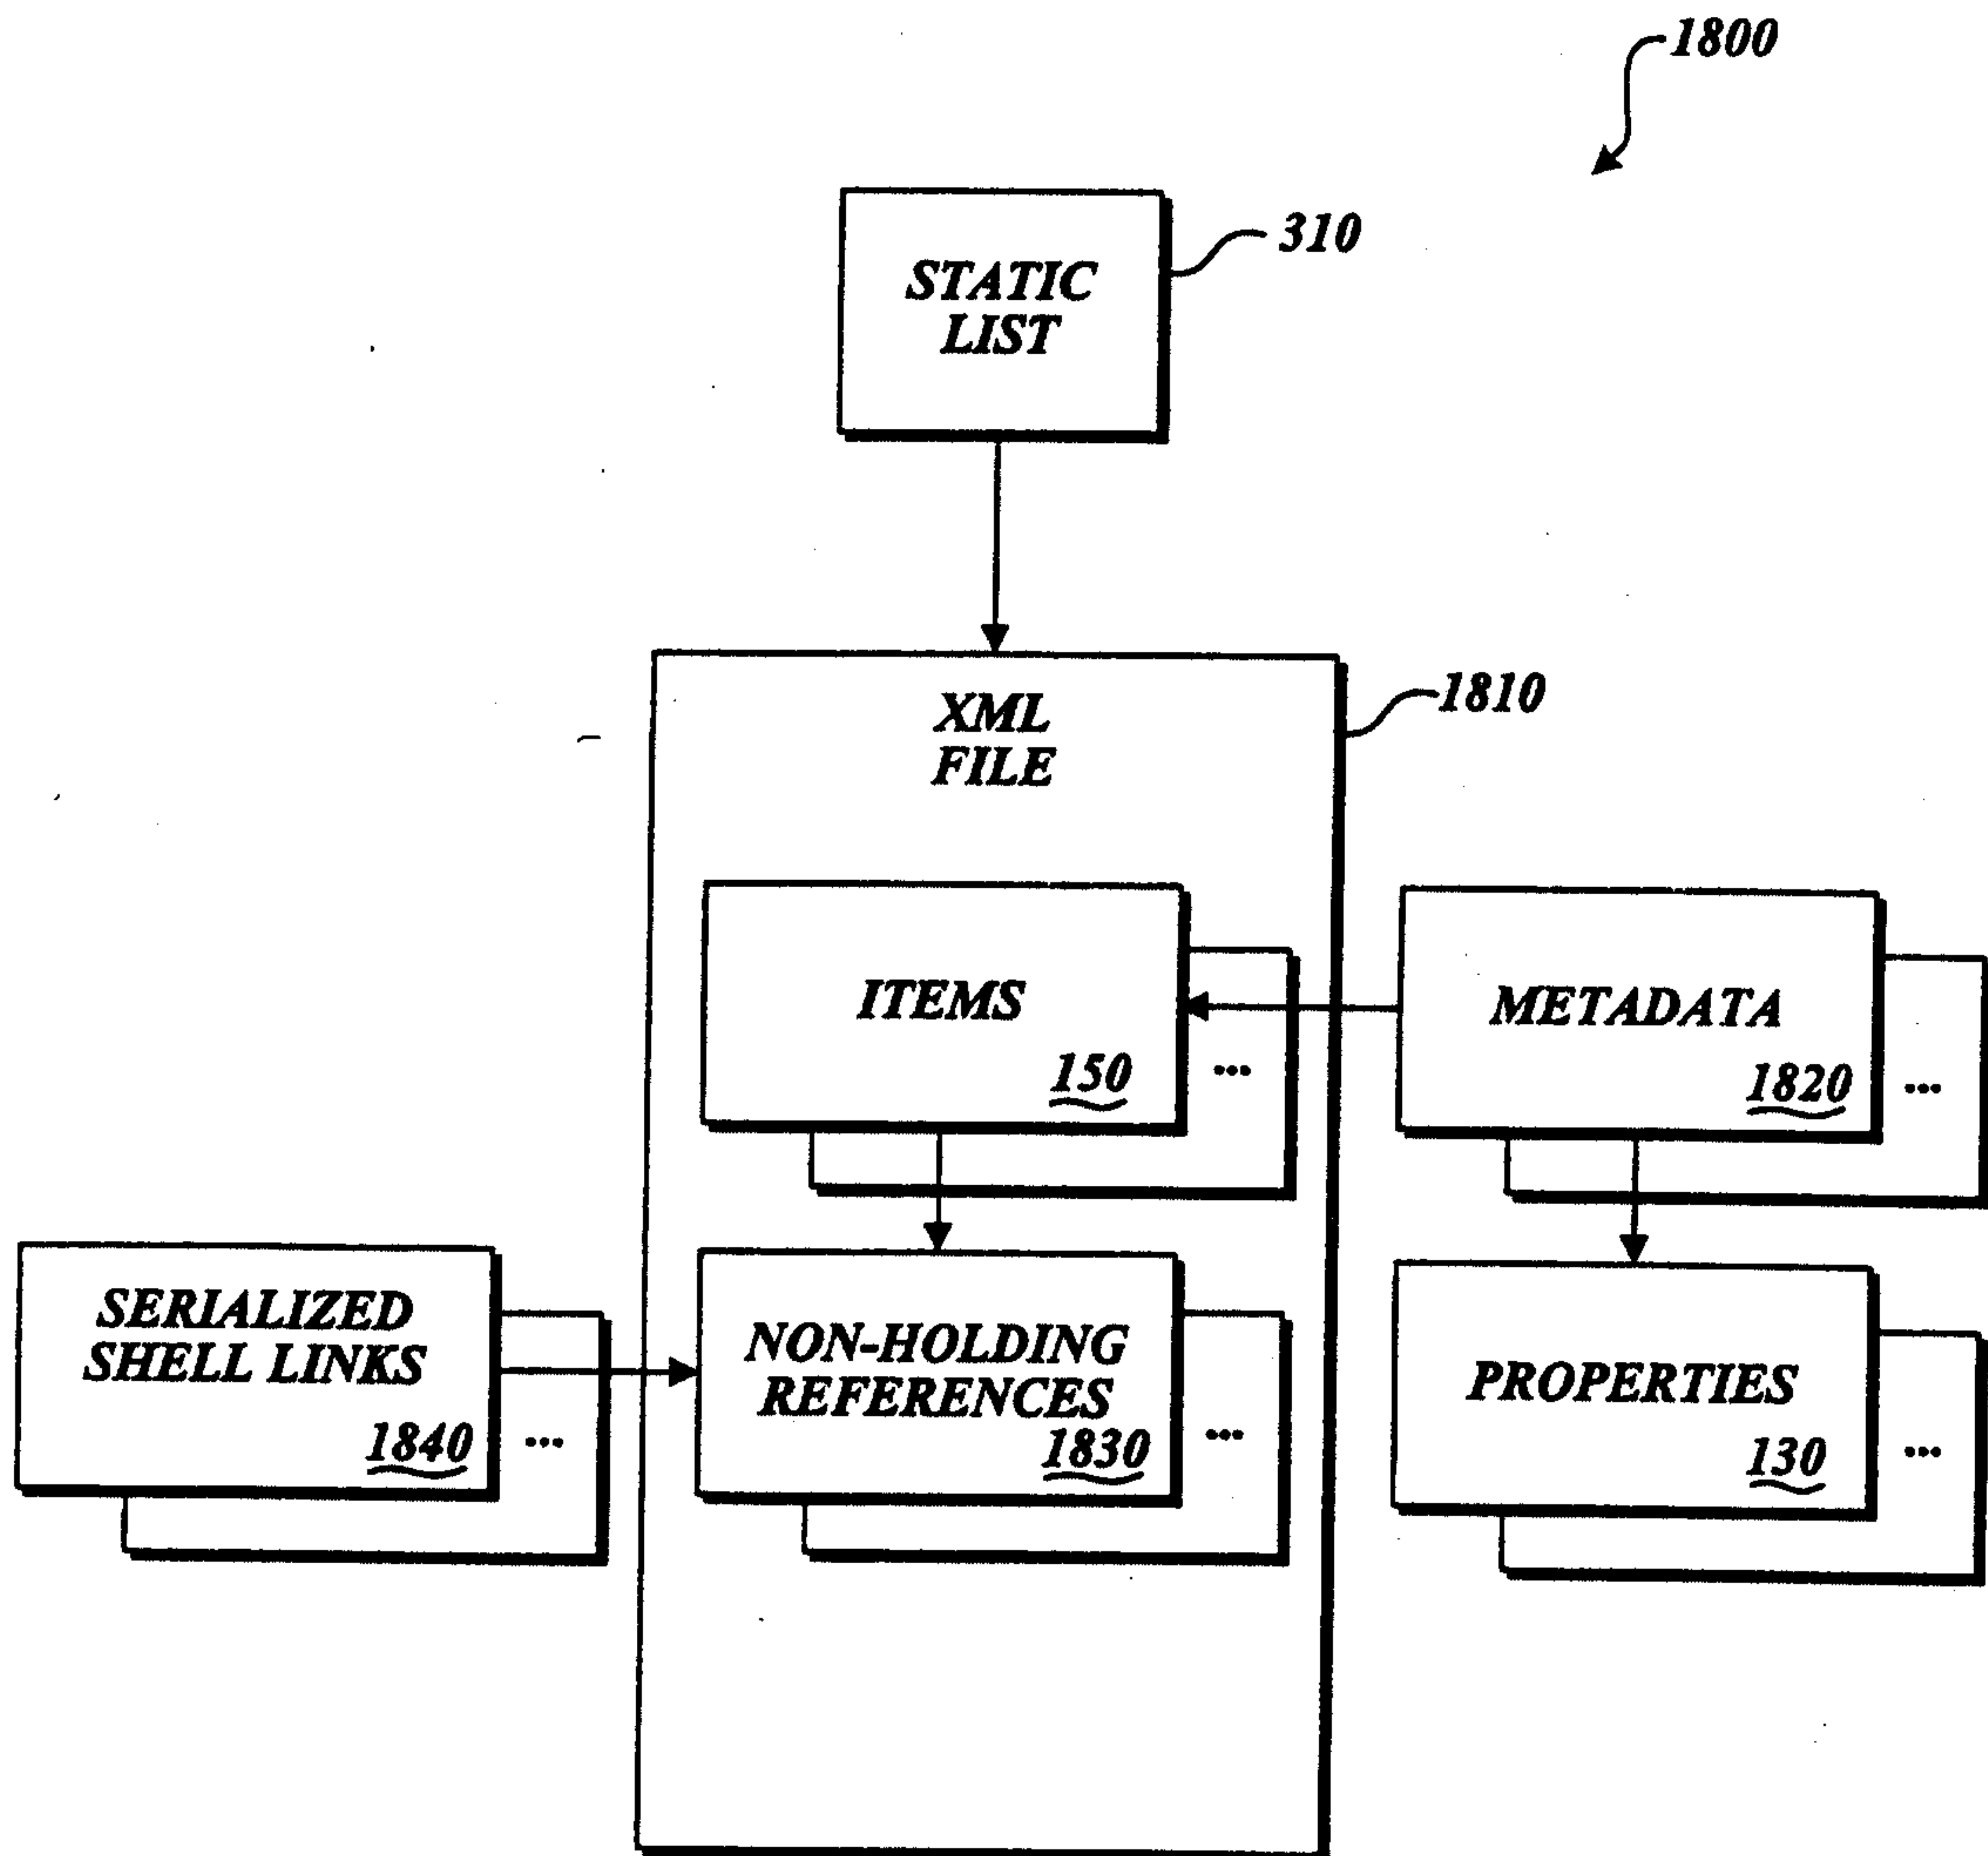 1800
STATIC
LIST
310
XML
FILE
1810
ITEMS
150
...
METADATA
1820
...
SERIALIZED
SHELL LINKS
1840
...
NON-HOLDING
REFERENCES
1830
...
PROPERTIES
130
...